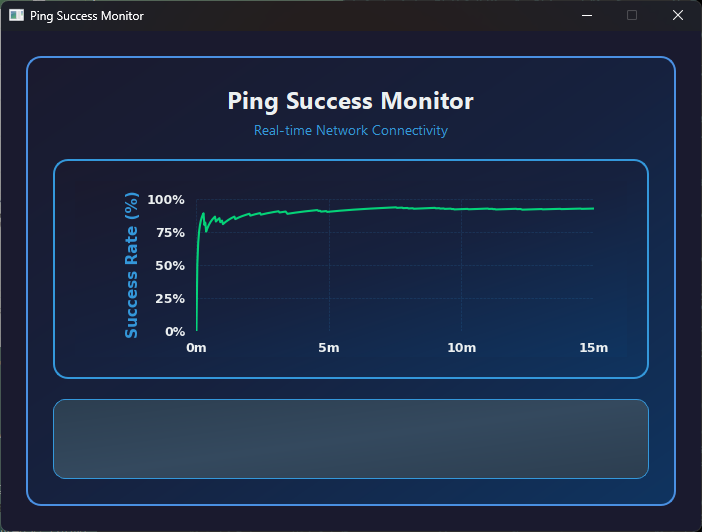 Ping Success Monitor
Ping Success Monitor
Real-time Network Connectivity
Success Rate (%)
100%
75%
50%
25%
0%
0m 5m 10m 15m